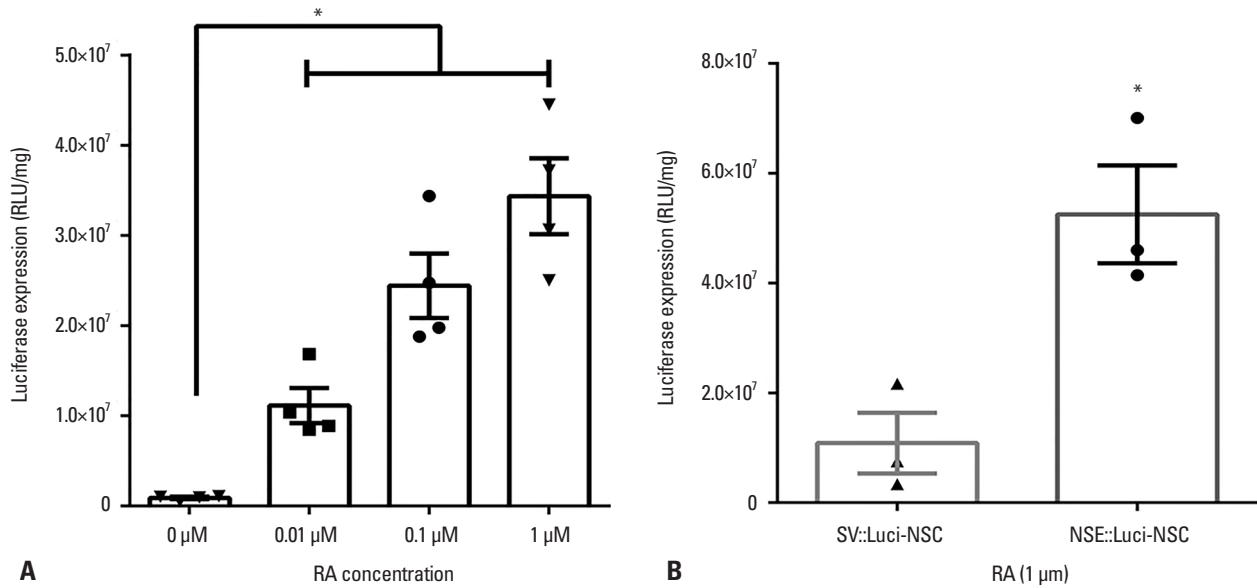 *
5.0×10⁷
4.0×10⁷
3.0×10⁷
2.0×10⁷
1.0×10⁷
0
Luciferase expression (RLU/mg)
0 μM 0.01 μM 0.1 μM 1 μM
A
RA concentration
*
8.0×10⁷
6.0×10⁷
4.0×10⁷
2.0×10⁷
0
Luciferase expression (RLU/mg)
SV::Luci-NSC NSE::Luci-NSC
B
RA (1 μm)